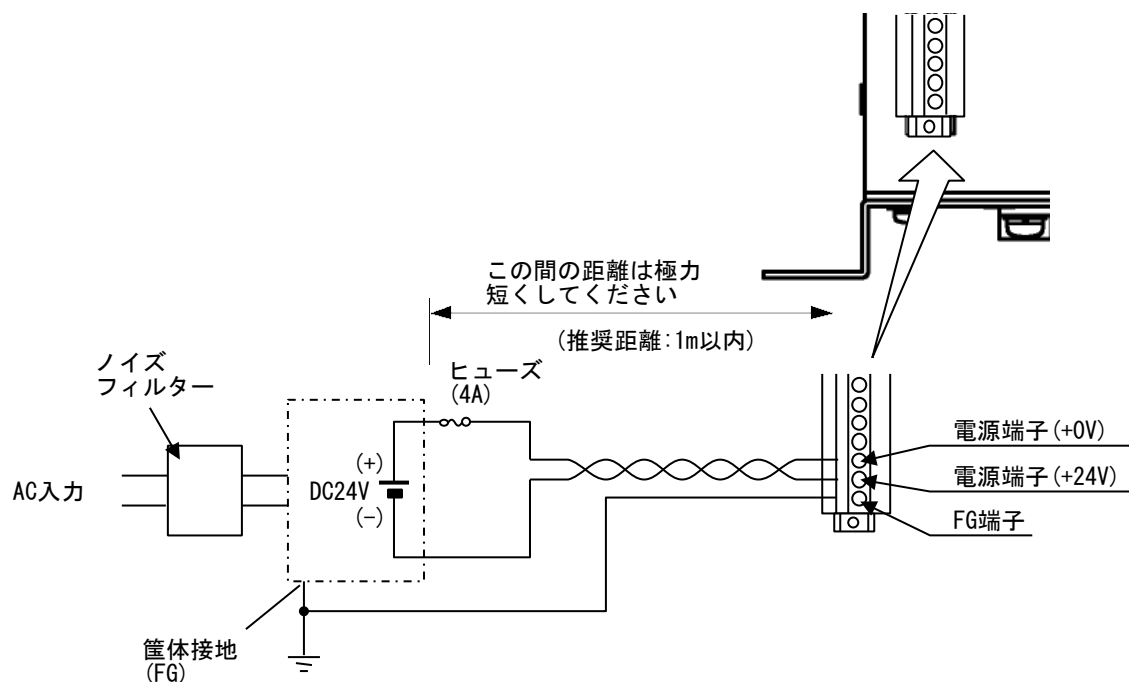 この間の距離は極力
短くしてください
(推奨距離:1m以内)
ノイズ
フィルター
ヒューズ
(4A)
AC入力
DC24V
(+)
(−)
電源端子(+0V)
電源端子(+24V)
FG端子
筐体接地
(FG)